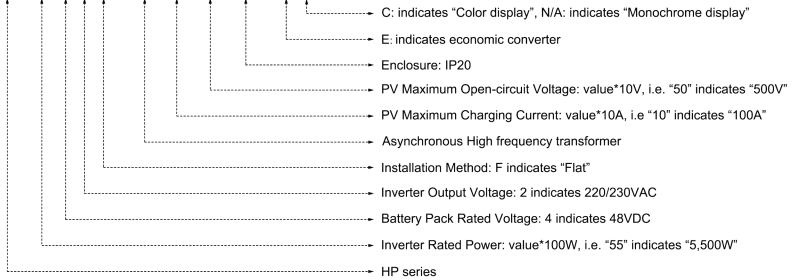 C: indicates “Color display”, N/A: indicates “Monochrome display”
E: indicates economic converter
Enclosure: IP20
PV Maximum Open-circuit Voltage: value*10V, i.e. “50” indicates “500V”
PV Maximum Charging Current: value*10A, i.e “10” indicates “100A”
Asynchronous High frequency transformer
Installation Method: F indicates “Flat”
Inverter Output Voltage: 2 indicates 220/230VAC
Battery Pack Rated Voltage: 4 indicates 48VDC
Inverter Rated Power: value*100W, i.e. “55” indicates “5,500W”
HP series